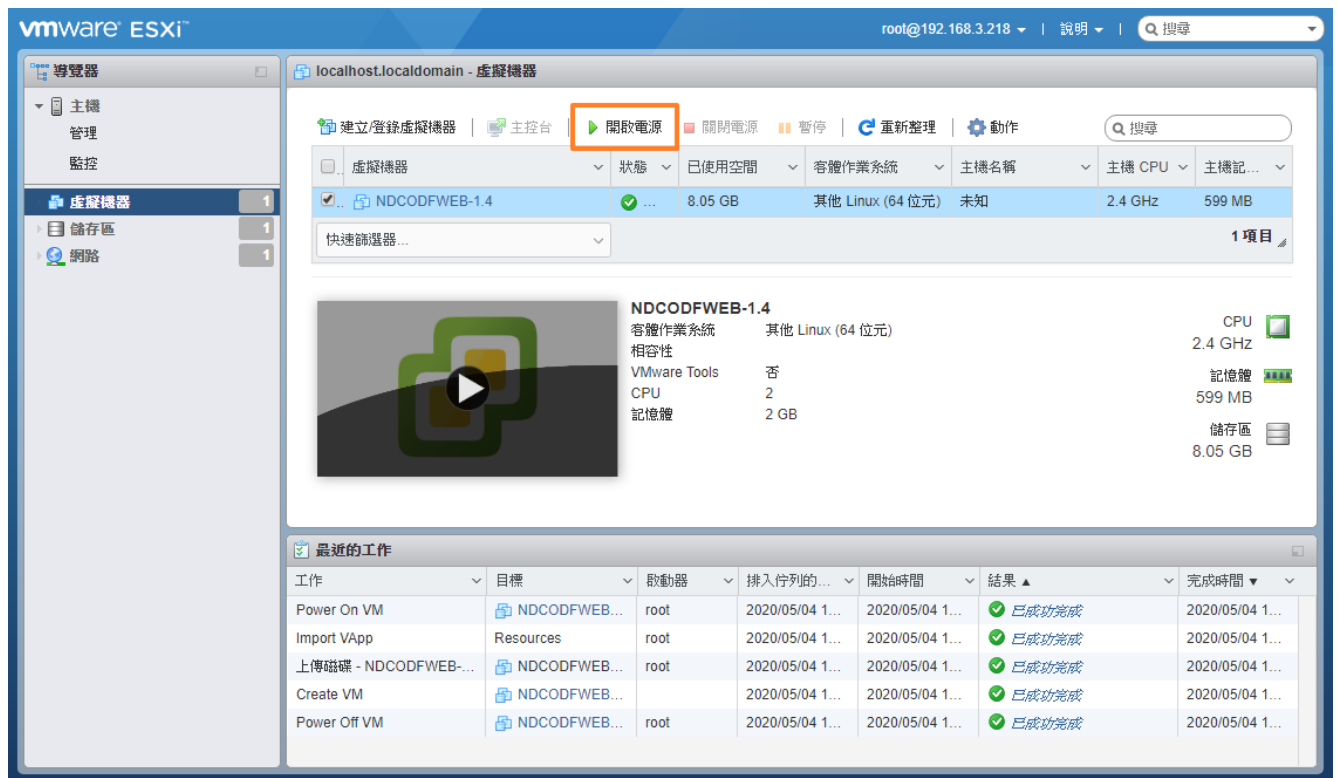 vmware ESXi™
root@192.168.3.218 | 說明 | 搜尋
導覽器
主機
管理
監控
虛擬機器 1
儲存區 1
網路 1
localhost.localdomain - 虛擬機器
建立/登錄虛擬機器 | 主控台 | 開啟電源 關閉電源 暫停 | 重新整理 | 動作 搜尋
虛擬機器 狀態 已使用空間 客體作業系統 主機名稱 主機 CPU 主機記...
NDCODFWEB-1.4 ... 8.05 GB 其他 Linux (64 位元) 未知 2.4 GHz 599 MB
快速篩選器... 1 項目
NDCODFWEB-1.4
客體作業系統 其他 Linux (64 位元)
相容性
VMware Tools 否
CPU 2
記憶體 2 GB
CPU
2.4 GHz
記憶體
599 MB
儲存區
8.05 GB
最近的工作
工作 目標 啟動器 排入佇列的... 開始時間 結果 ▲ 完成時間 ▼
Power On VM NDCODFWEB... root 2020/05/04 1... 2020/05/04 1... 已成功完成 2020/05/04 1...
Import VApp Resources root 2020/05/04 1... 2020/05/04 1... 已成功完成 2020/05/04 1...
上傳磁碟 - NDCODFWEB-... NDCODFWEB... root 2020/05/04 1... 2020/05/04 1... 已成功完成 2020/05/04 1...
Create VM NDCODFWEB... 2020/05/04 1... 2020/05/04 1... 已成功完成 2020/05/04 1...
Power Off VM NDCODFWEB... root 2020/05/04 1... 2020/05/04 1... 已成功完成 2020/05/04 1...